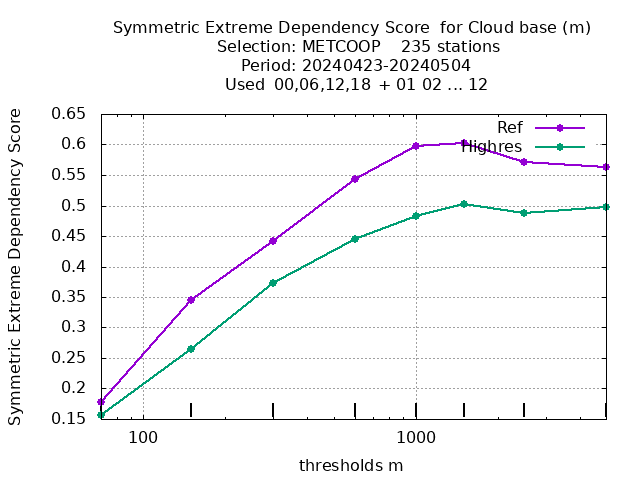 Symmetric Extreme Dependency Score for Cloud base (m)
Selection: METCOOP 235 stations
Period: 20240423-20240504
Used 00,06,12,18 + 01 02 ... 12
Symmetric Extreme Dependency Score
0.65
0.6
0.55
0.5
0.45
0.4
0.35
0.3
0.25
0.2
0.15
Ref
Highres
100
1000
thresholds m